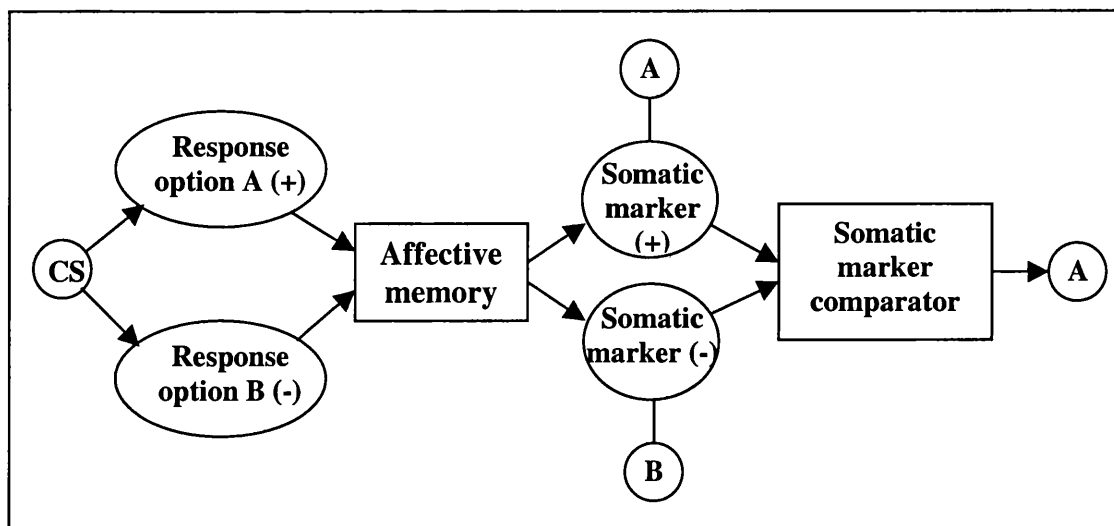 A
Response
option A (+)
Somatic
marker
(+)
CS
Affective
memory
Somatic
marker
comparator
A
Somatic
marker (-)
Response
option B (-)
B